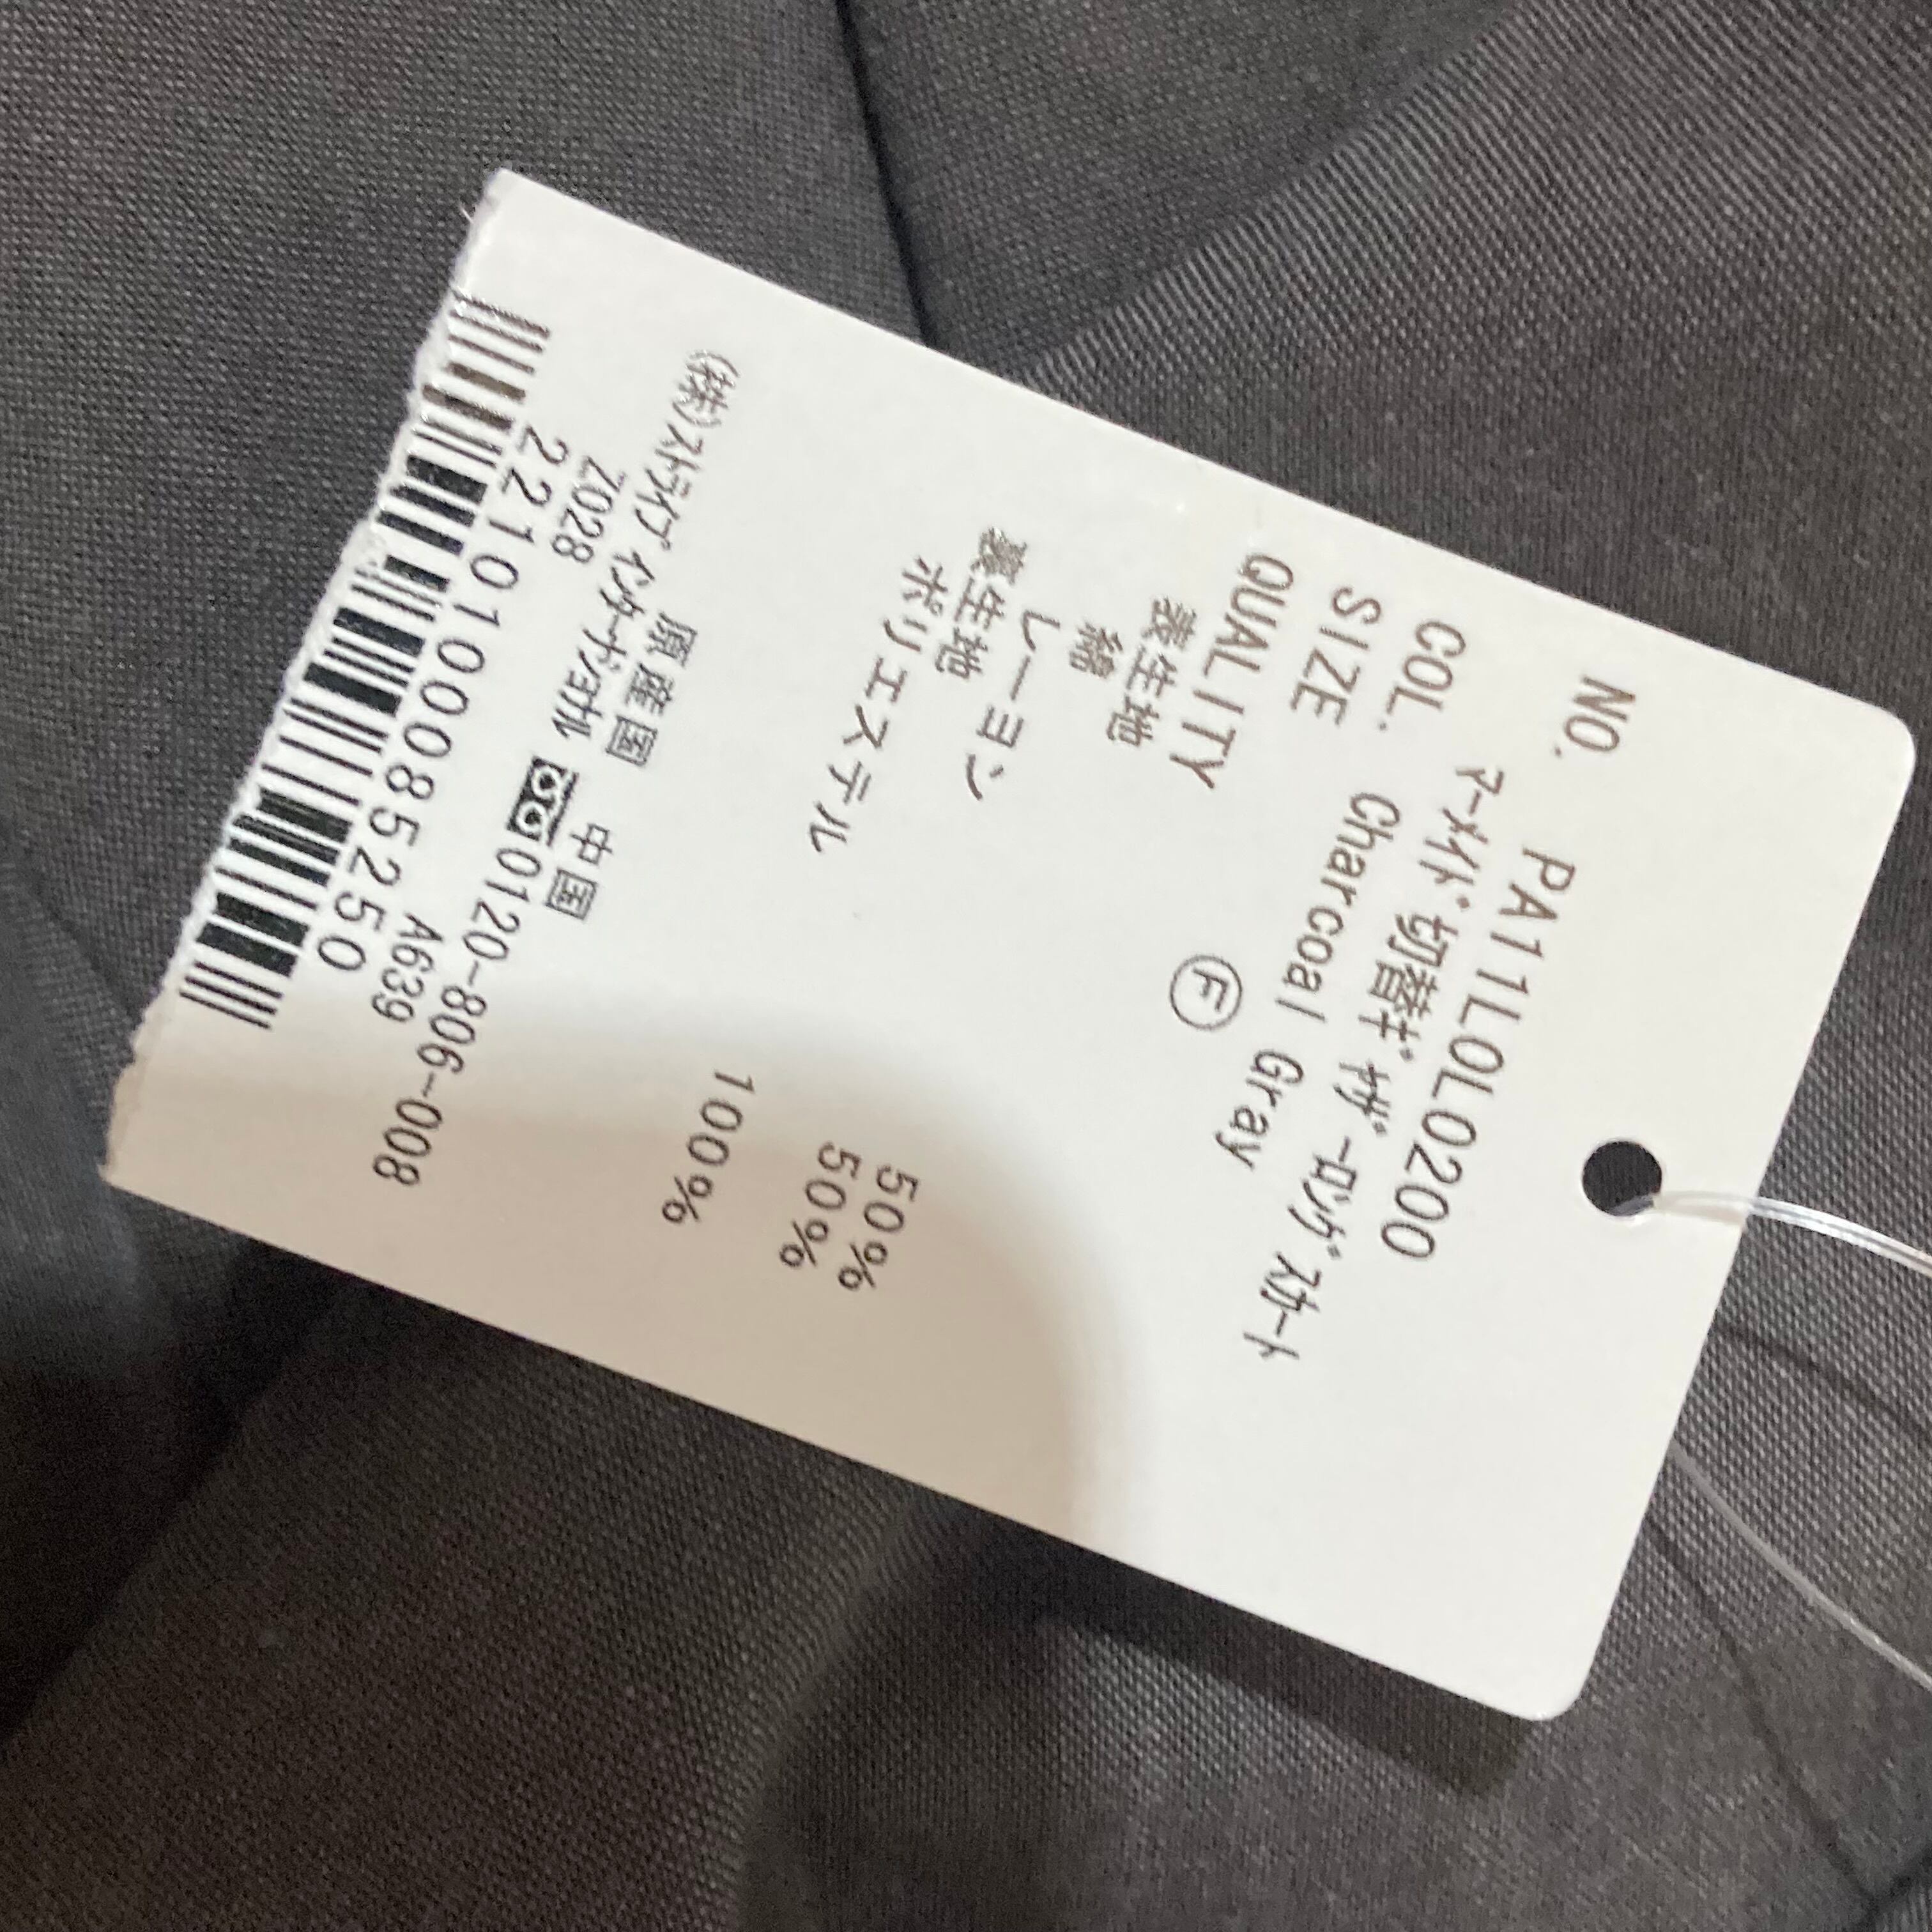 NO. PA11L0L0200
ﾏｰﾒｲﾄﾞ切替ｷﾞｬｻﾞｰﾛﾝｸﾞｽｶｰﾄ
COL. Charcoal Gray
SIZE Ⓕ
QUALITY
表生地
綿 50%
レーヨン 50%
裏生地
ポリエステル 100%
原産国 中国
(株)ｽﾄﾗｲﾌﾟｲﾝﾀｰﾅｼｮﾅﾙ 0120-806-008
Z028 A639
2210100085250